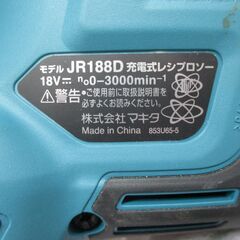 モデル JR188D 充電式レシプロソー
18V⎓ n₀0-3000min⁻¹
⚠警告・ご使用前に取扱説明書を
必ずよくお読みください。
株式会社マキタ
Made in China 853U65-5